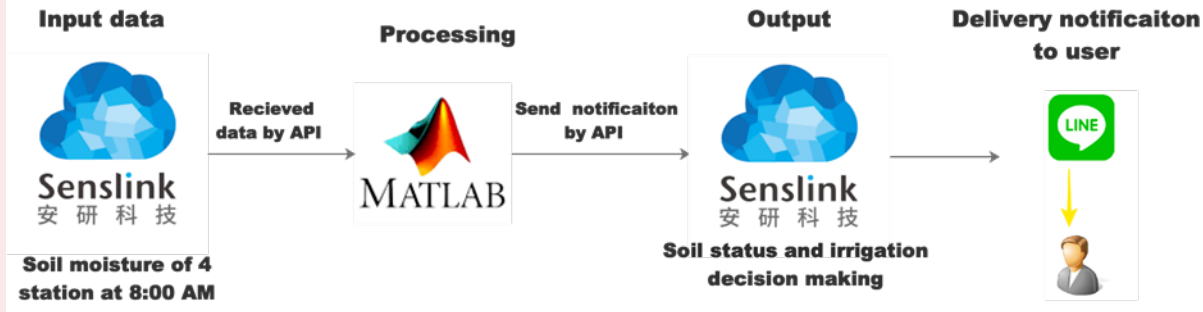 Input data
Processing
Output
Delivery notificaiton
to user
Senslink
安研科技
Soil moisture of 4
station at 8:00 AM
Recieved
data by API
MATLAB
Send notificaiton
by API
Senslink
安研科技
Soil status and irrigation
decision making
LINE